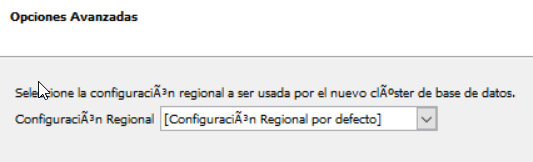 Opciones Avanzadas
Seleccione la configuraciÃ³n regional a ser usada por el nuevo clÃºster de base de datos.
ConfiguraciÃ³n Regional [ConfiguraciÃ³n Regional por defecto]